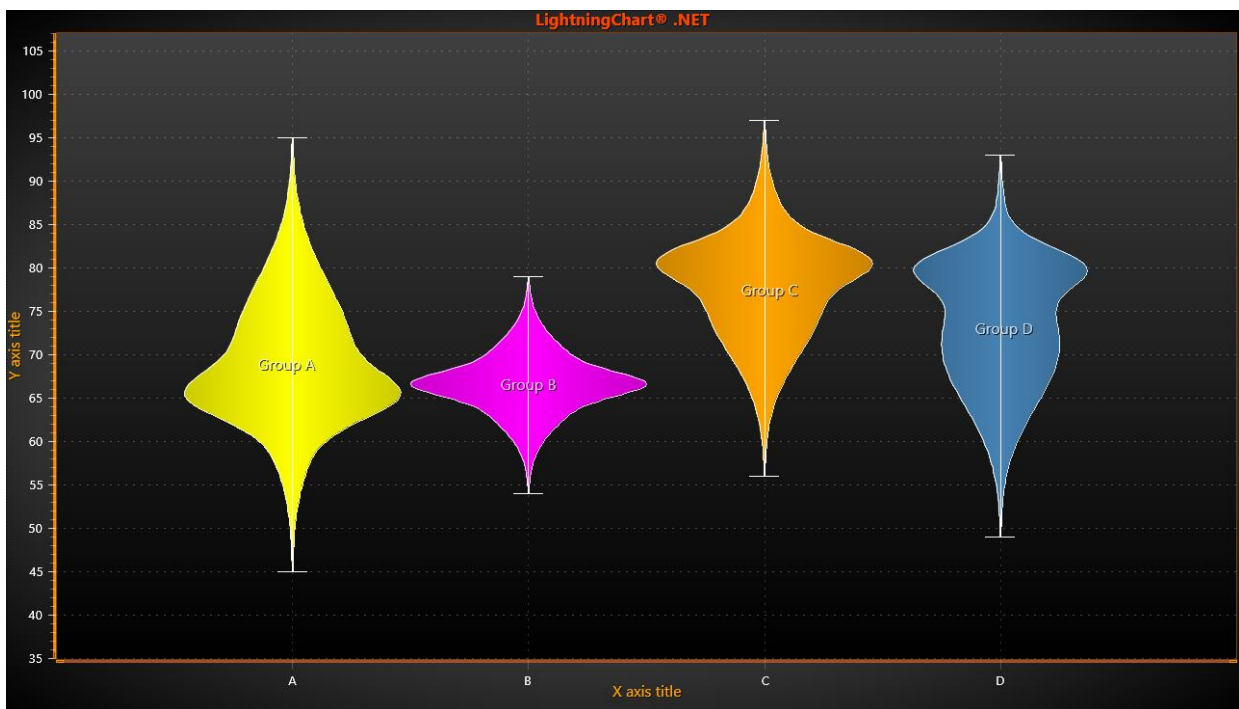 LightningChart® .NET
105
100
95
90
85
80
75
70
65
60
55
50
45
40
35
Y axis title
Group A
Group B
Group C
Group D
A B C D
X axis title